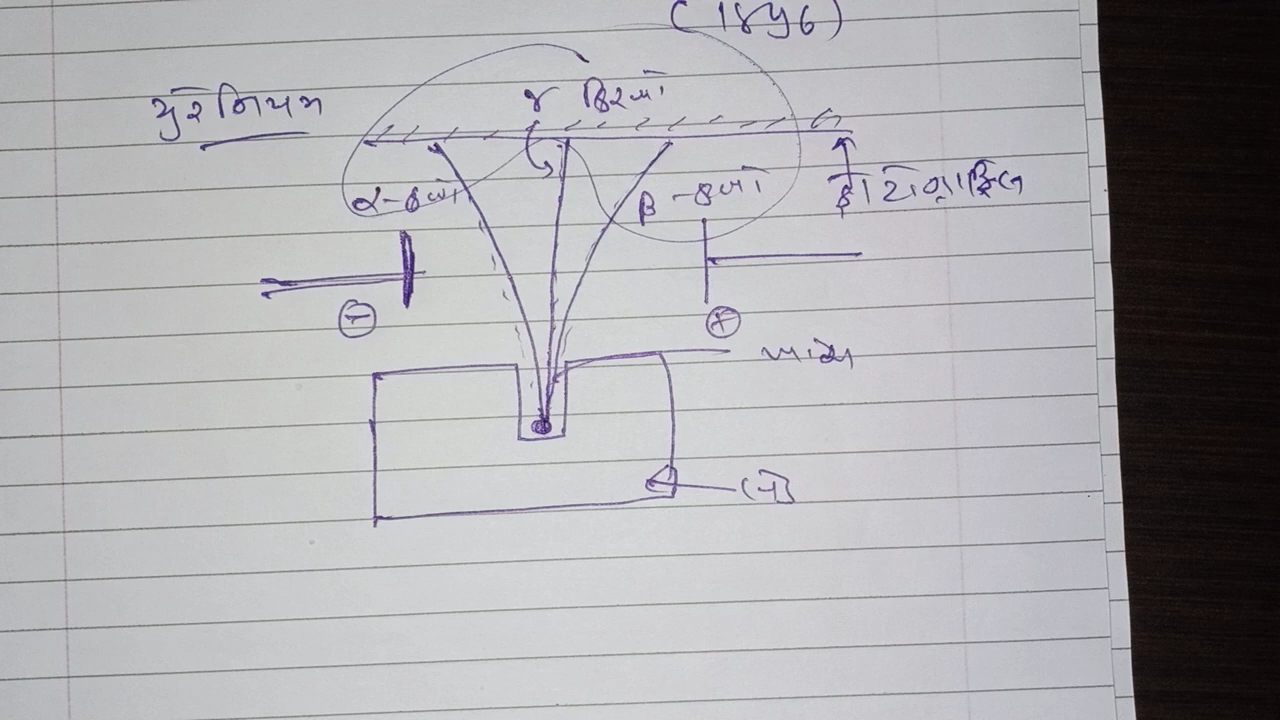 (1896)
યુરેનિયમ
γ કિરણો
α-કણો
β-કણો
ફોટોગ્રાફિક
⊖
⊕